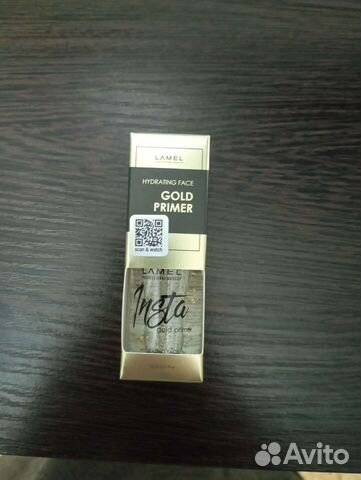 LAMEL
HYDRATING FACE
GOLD
PRIMER
scan & watch
LAMEL
Insta
gold primer
Avito